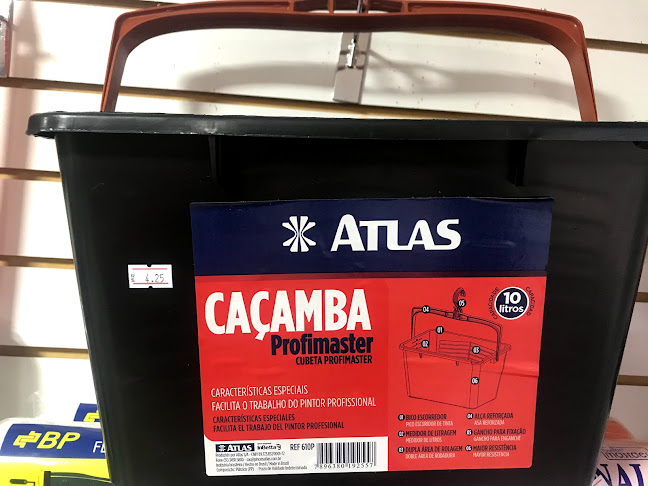 ATLAS
4.25
CAÇAMBA
Profimaster
CUBETA PROFIMASTER
10
litros
04
05
01
02
03
06
CARACTERÍSTICAS ESPECIAIS
FACILITA O TRABALHO DO PINTOR PROFISSIONAL
CARACTERÍSTICAS ESPECIALES
FACILITA EL TRABAJO DEL PINTOR PROFESIONAL
01 BICO ESCORREDOR
PICO ESCURIDOR DE TINTA
02 MEDIDOR DE LITRAGEM
MEDIDOR DE LITROS
03 DUPLA ÁREA DE ROLAGEM
DOBLE ÁREA DE RODADURA
04 ALÇA REFORÇADA
ASA REFORZADA
05 GANCHO PARA FIXAÇÃO
GANCHO PARA ENGANCHE
06 MAIOR RESISTÊNCIA
MAYOR RESISTENCIA
ATLAS
REF 610P
7896380192557
BP